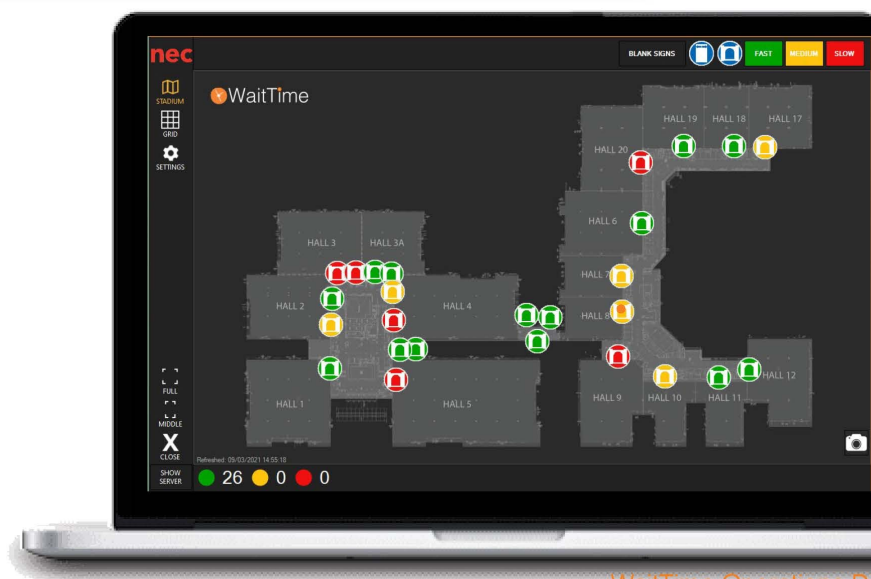 nec
BLANK SIGNS
FAST
MEDIUM
SLOW
STADIUM
GRID
SETTINGS
WaitTime
HALL 19
HALL 18
HALL 17
HALL 20
HALL 6
HALL 3
HALL 3A
HALL 7
HALL 2
HALL 4
HALL 8
HALL 12
HALL 1
HALL 5
HALL 9
HALL 10
HALL 11
FULL
MIDDLE
X
CLOSE
Refreshed: 09/03/2021 14:55:18
SHOW
SERVER
26
0
0